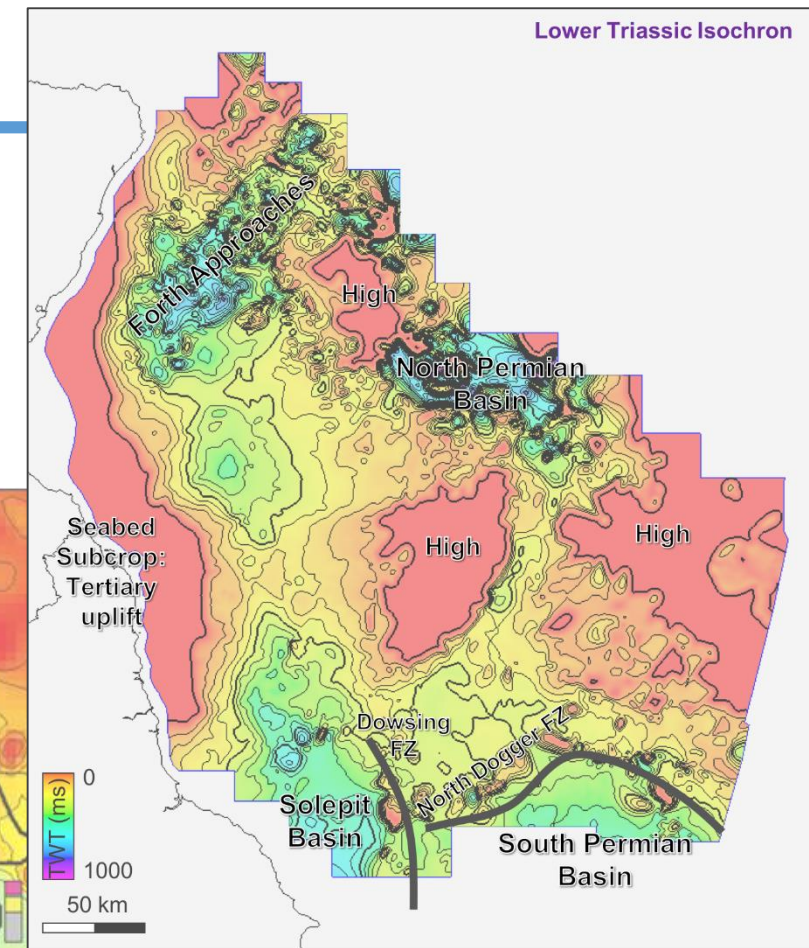 Lower Triassic Isochron
Forth Approaches
High
North Permian
Basin
High
High
Seabed
Subcrop:
Tertiary
uplift
Dowsing
FZ
North Dogger FZ
Solepit
Basin
South Permian
Basin
0
TWT (ms)
1000
50 km